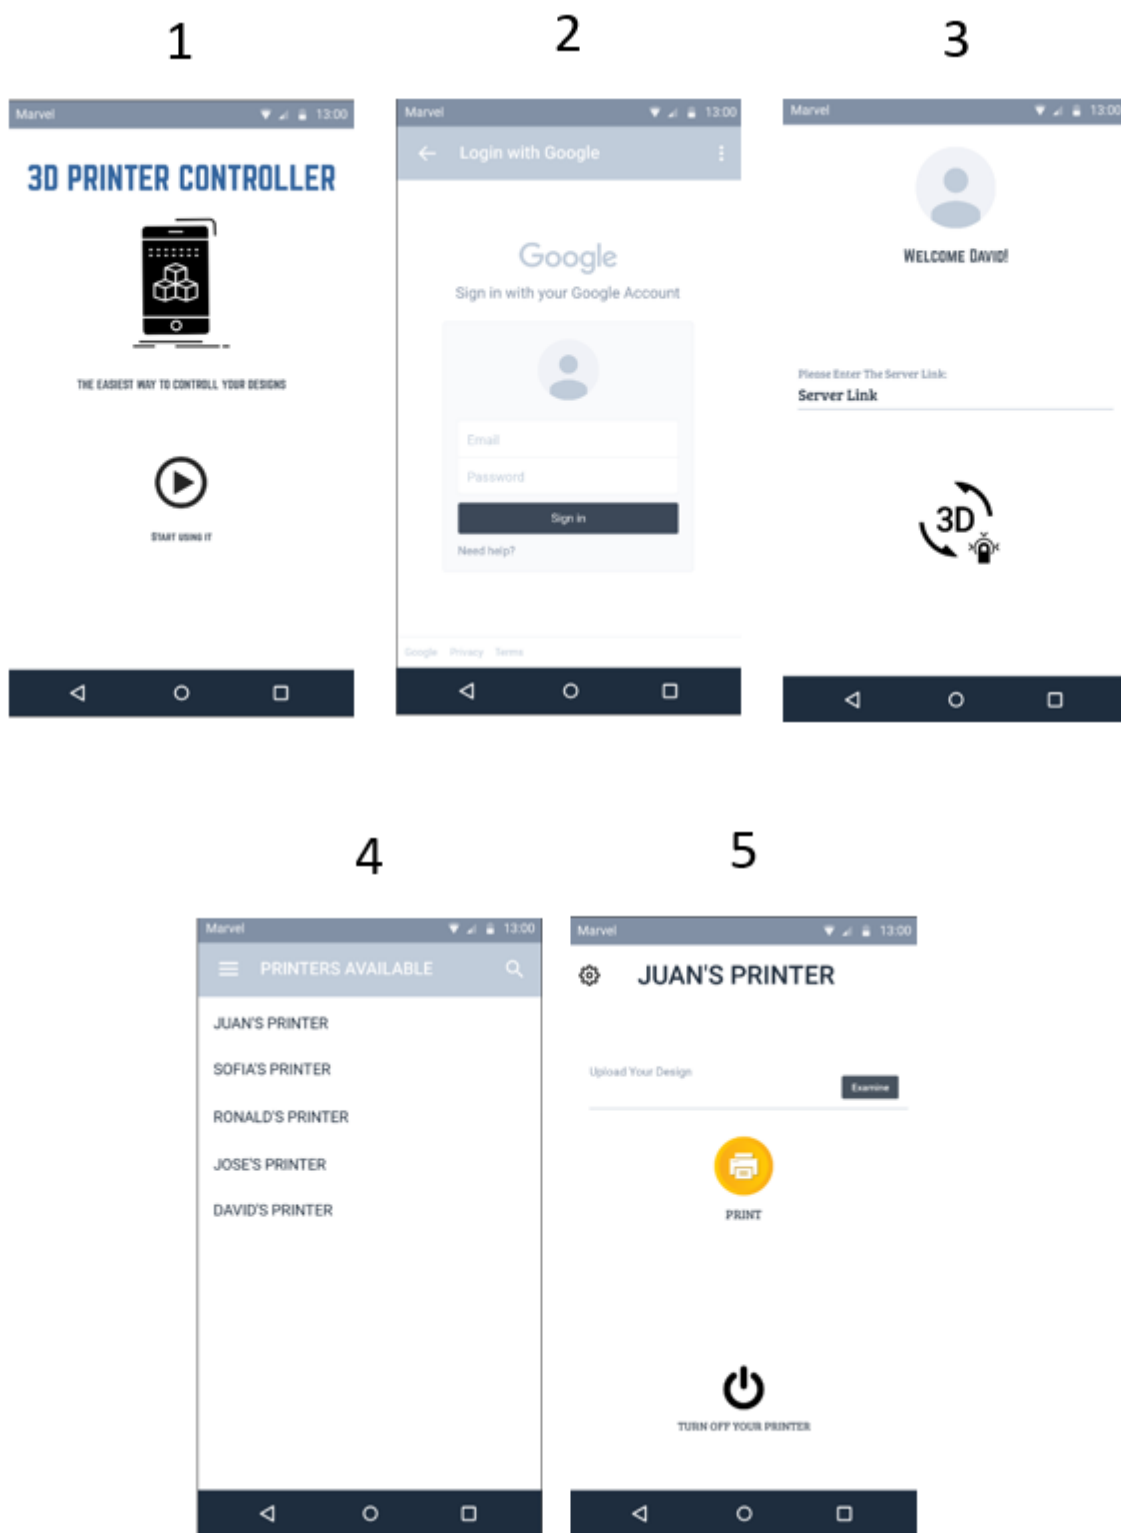 1
Marvel 13:00
3D PRINTER CONTROLLER
THE EASIEST WAY TO CONTROLL YOUR DESIGNS
START USING IT
2
Marvel 13:00
Login with Google
Google
Sign in with your Google Account
Email
Password
Sign in
Need help?
Google Privacy Terms
3
Marvel 13:00
WELCOME DAVID!
Please Enter The Server Link:
Server Link
3D
4
Marvel 13:00
PRINTERS AVAILABLE
JUAN'S PRINTER
SOFIA'S PRINTER
RONALD'S PRINTER
JOSE'S PRINTER
DAVID'S PRINTER
5
Marvel 13:00
JUAN'S PRINTER
Upload Your Design
Examine
PRINT
TURN OFF YOUR PRINTER